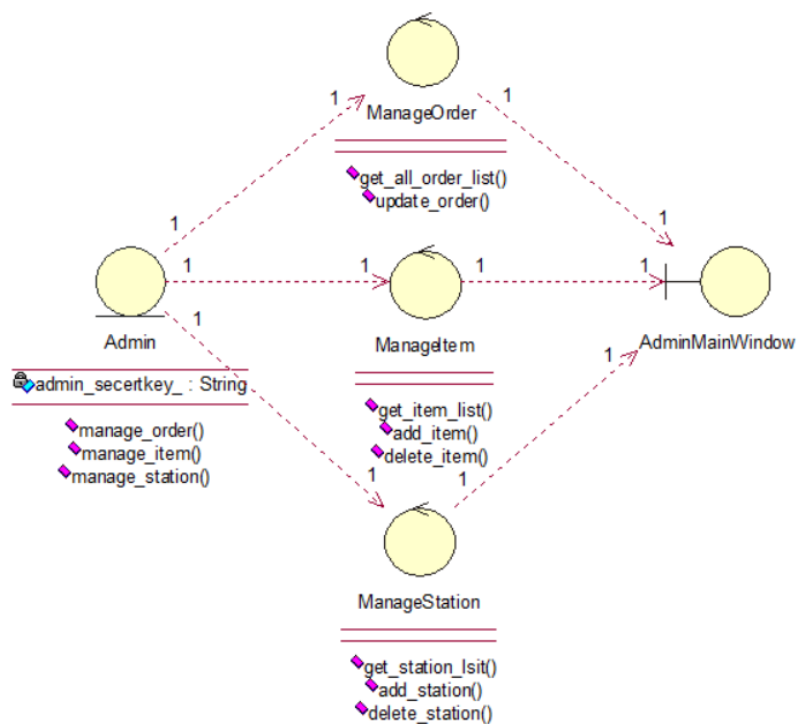 1
1
ManageOrder
get_all_order_list()
update_order()
1
1
1
1
1
1
Admin
ManageItem
AdminMainWindow
1
1
admin_secertkey_ : String
get_item_list()
add_item()
delete_item()
manage_order()
manage_item()
manage_station()
1
1
ManageStation
get_station_lsit()
add_station()
delete_station()